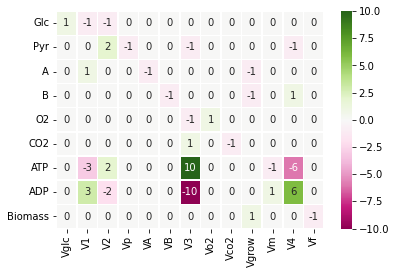 Glc 1 -1 -1 0 0 0 0 0 0 0 0 0 0
Pyr 0 0 2 -1 0 0 -1 0 0 0 0 -1 0
A 0 1 0 0 -1 0 0 0 0 -1 0 0 0
B 0 0 0 0 0 -1 0 0 0 -1 0 1 0
O2 0 0 0 0 0 0 -1 1 0 0 0 0 0
CO2 0 0 0 0 0 0 1 0 -1 0 0 0 0
ATP 0 -3 2 0 0 0 10 0 0 0 -1 -6 0
ADP 0 3 -2 0 0 0 -10 0 0 0 1 6 0
Biomass 0 0 0 0 0 0 0 0 0 1 0 0 -1
Vglc V1 V2 Vp VA VB V3 Vo2 Vco2 Vgrow Vm V4 Vf
10.0
7.5
5.0
2.5
0.0
−2.5
−5.0
−7.5
−10.0